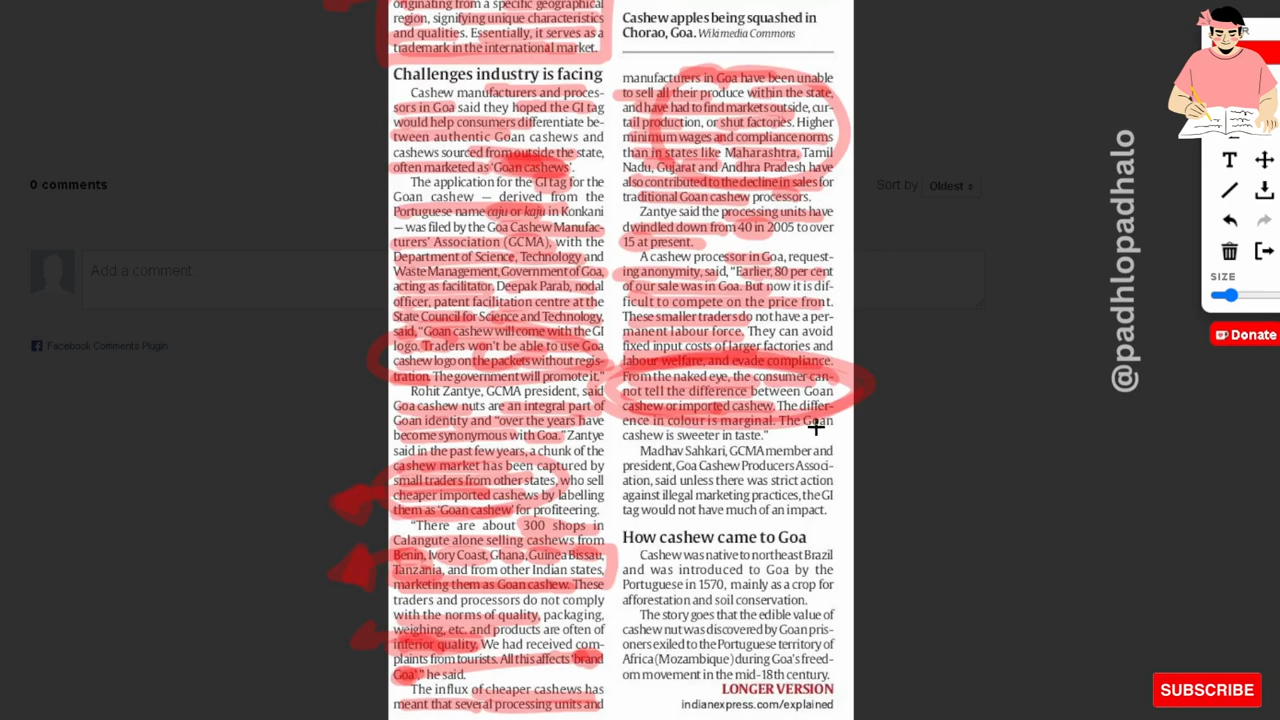 originating from a specific geographical
region, signifying unique characteristics
and qualities. Essentially, it serves as a
trademark in the international market.
Challenges industry is facing
Cashew manufacturers and proces-
sors in Goa said they hoped the GI tag
would help consumers differentiate be-
tween authentic Goan cashews and
cashews sourced from outside the state,
often marketed as ‘Goan cashews’.
The application for the GI tag for the
Goan cashew — derived from the
Portuguese name caju or kaju in Konkani
— was filed by the Goa Cashew Manufac-
turers’ Association (GCMA), with the
Department of Science, Technology and
Waste Management, Government of Goa,
acting as facilitator. Deepak Parab, nodal
officer, patent facilitation centre at the
State Council for Science and Technology,
said, “Goan cashew will come with the GI
logo. Traders won’t be able to use Goa
cashew logo on the packets without regis-
tration. The government will promote it.”
Rohit Zantye, GCMA president, said
Goa cashew nuts are an integral part of
Goan identity and “over the years have
become synonymous with Goa.” Zantye
said in the past few years, a chunk of the
cashew market has been captured by
small traders from other states, who sell
cheaper imported cashews by labelling
them as ‘Goan cashew’ for profiteering.
“There are about 300 shops in
Calangute alone selling cashews from
Benin, Ivory Coast, Ghana, Guinea Bissau,
Tanzania, and from other Indian states,
marketing them as Goan cashew. These
traders and processors do not comply
with the norms of quality, packaging,
weighing, etc. and products are often of
inferior quality. We had received com-
plaints from tourists. All this affects ‘brand
Goa’,” he said.
The influx of cheaper cashews has
meant that several processing units and
Cashew apples being squashed in
Chorao, Goa. Wikimedia Commons
manufacturers in Goa have been unable
to sell all their produce within the state,
and have had to find markets outside, cur-
tail production, or shut factories. Higher
minimum wages and compliance norms
than in states like Maharashtra, Tamil
Nadu, Gujarat and Andhra Pradesh have
also contributed to the decline in sales for
traditional Goan cashew processors.
Zantye said the processing units have
dwindled down from 40 in 2005 to over
15 at present.
A cashew processor in Goa, request-
ing anonymity, said, “Earlier, 80 per cent
of our sale was in Goa. But now it is dif-
ficult to compete on the price front.
These smaller traders do not have a per-
manent labour force. They can avoid
fixed input costs of larger factories and
labour welfare, and evade compliance.
From the naked eye, the consumer can-
not tell the difference between Goan
cashew or imported cashew. The differ-
ence in colour is marginal. The Goan
cashew is sweeter in taste.”
Madhav Sahkari, GCMA member and
president, Goa Cashew Producers Associ-
ation, said unless there was strict action
against illegal marketing practices, the GI
tag would not have much of an impact.
How cashew came to Goa
Cashew was native to northeast Brazil
and was introduced to Goa by the
Portuguese in 1570, mainly as a crop for
afforestation and soil conservation.
The story goes that the edible value of
cashew nut was discovered by Goan pris-
oners exiled to the Portuguese territory of
Africa (Mozambique) during Goa’s freed-
om movement in the mid-18th century.
LONGER VERSION
indianexpress.com/explained
0 comments
Sort by Oldest
Add a comment
Facebook Comments Plugin
@padhlopadhalo
T
SIZE
Donate
SUBSCRIBE